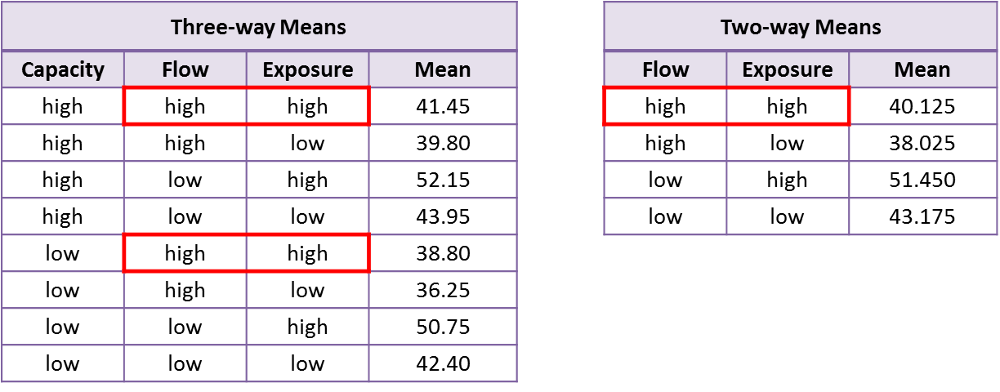 Three-way Means
Capacity Flow Exposure Mean
high high high 41.45
high high low 39.80
high low high 52.15
high low low 43.95
low high high 38.80
low high low 36.25
low low high 50.75
low low low 42.40
Two-way Means
Flow Exposure Mean
high high 40.125
high low 38.025
low high 51.450
low low 43.175